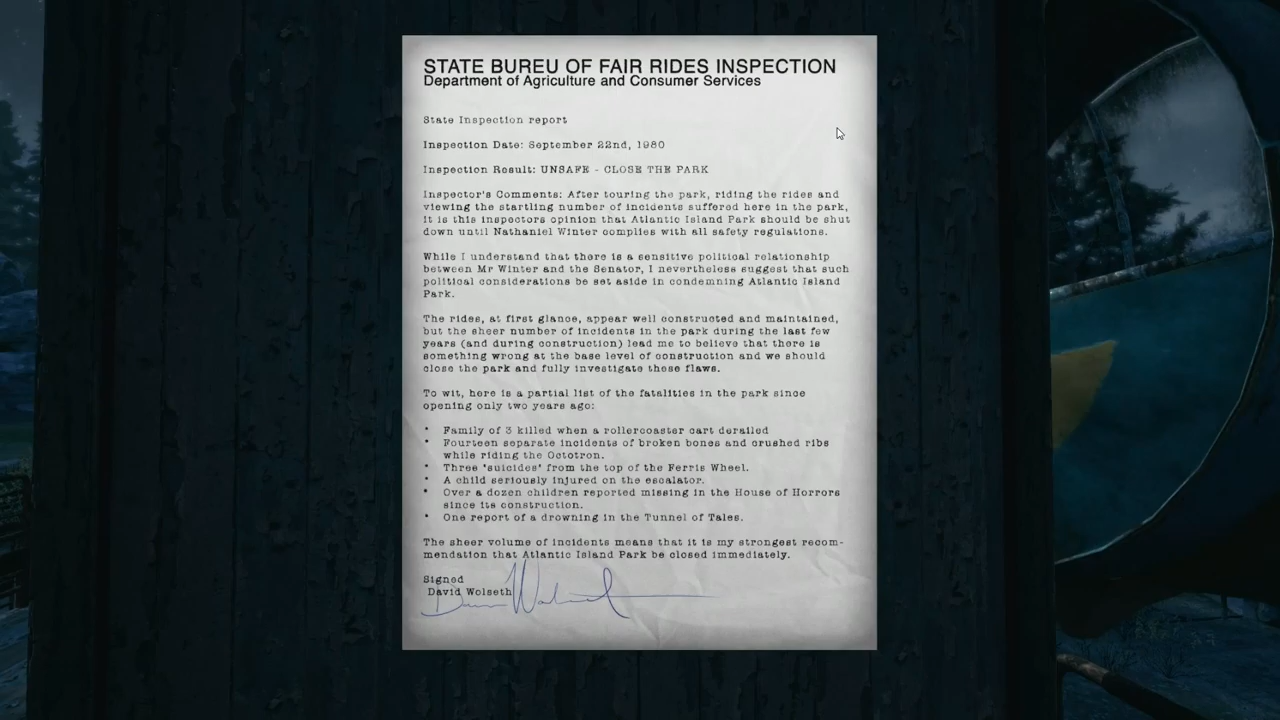 STATE BUREU OF FAIR RIDES INSPECTION
Department of Agriculture and Consumer Services
State Inspection report
Inspection Date: September 22nd, 1980
Inspection Result: UNSAFE - CLOSE THE PARK
Inspector's Comments: After touring the park, riding the rides and
viewing the startling number of incidents suffered here in the park,
it is this inspectors opinion that Atlantic Island Park should be shut
down until Nathaniel Winter complies with all safety regulations.
While I understand that there is a sensitive political relationship
between Mr Winter and the Senator, I nevertheless suggest that such
political considerations be set aside in condemning Atlantic Island
Park.
The rides, at first glance, appear well constructed and maintained,
but the sheer number of incidents in the park during the last few
years (and during construction) lead me to believe that there is
something wrong at the base level of construction and we should
close the park and fully investigate these flaws.
To wit, here is a partial list of the fatalities in the park since
opening only two years ago:
* Family of 3 killed when a rollercoaster cart derailed
* Fourteen separate incidents of broken bones and crushed ribs
while riding the Octotron.
* Three 'suicides' from the top of the Ferris Wheel.
* A child seriously injured on the escalator.
* Over a dozen children reported missing in the House of Horrors
since its construction.
* One report of a drowning in the Tunnel of Tales.
The sheer volume of incidents means that it is my strongest recom-
mendation that Atlantic Island Park be closed immediately.
Signed
David Wolseth